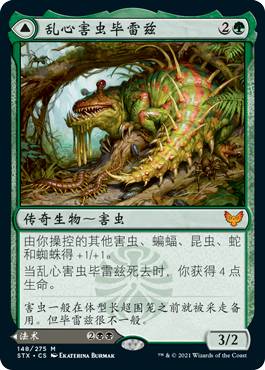 乱心害虫毕雷兹 2
传奇生物～害虫
由你操控的其他害虫、蝙蝠、昆虫、蛇
和蜘蛛得+1/+1。
当乱心害虫毕雷兹死去时，你获得4点
生命。
害虫一般在体型长超国笼之前就被采走备
用。但毕雷兹很不一般。
法术 2
3/2
148/275 M
STX • CS EKATERINA BURMAK
™ & © 2021 Wizards of the Coast